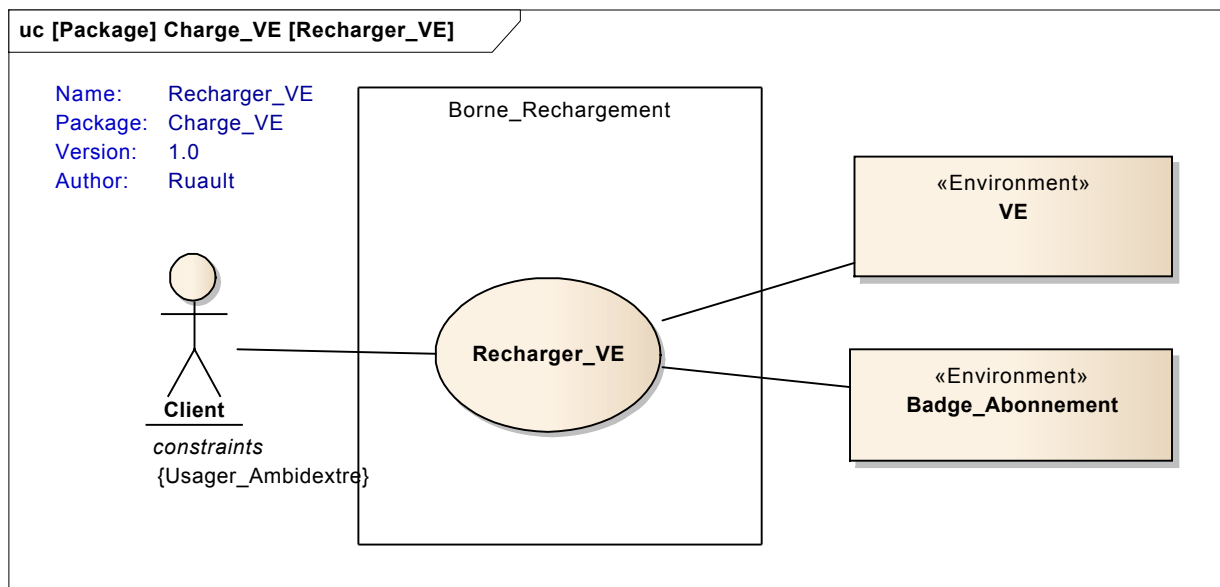 uc [Package] Charge_VE [Recharger_VE]
Name: Recharger_VE
Package: Charge_VE
Version: 1.0
Author: Ruault
Borne_Rechargement
«Environment»
VE
Recharger_VE
«Environment»
Badge_Abonnement
Client
constraints
{Usager_Ambidextre}